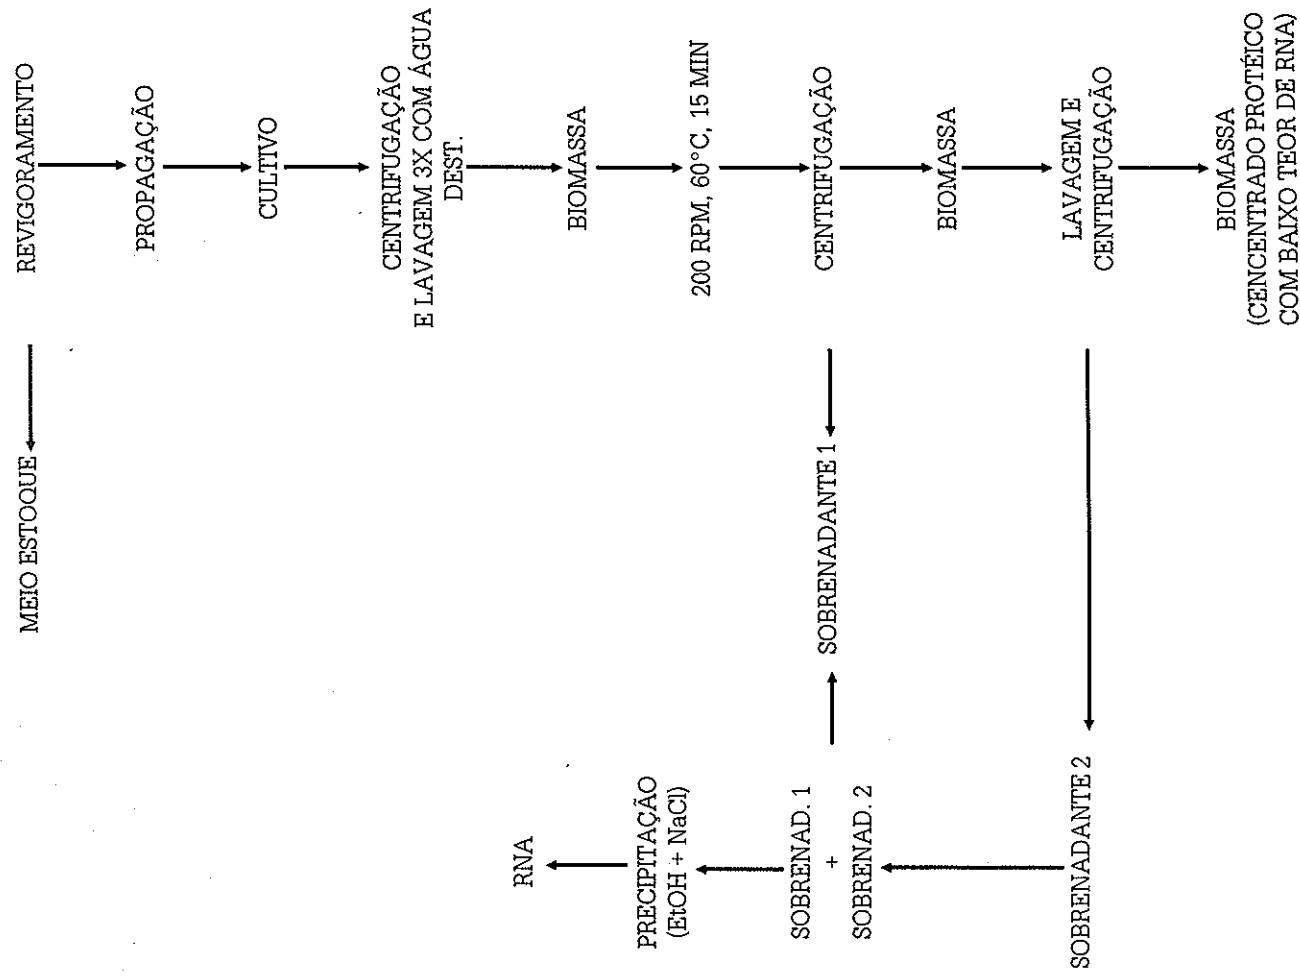 REVIGORAMENTO
MEIO ESTOQUE
PROPAGAÇÃO
CULTIVO
CENTRIFUGAÇÃO
E LAVAGEM 3X COM ÁGUA
DEST.
BIOMASSA
200 RPM, 60°C, 15 MIN
CENTRIFUGAÇÃO
SOBRENADANTE 1
BIOMASSA
LAVAGEM E
CENTRIFUGAÇÃO
SOBRENADANTE 2
BIOMASSA
(CENCENTRADO PROTÉICO
COM BAIXO TEOR DE RNA)
SOBRENAD. 1
+
SOBRENAD. 2
PRECIPITAÇÃO
(EtOH + NaCl)
RNA